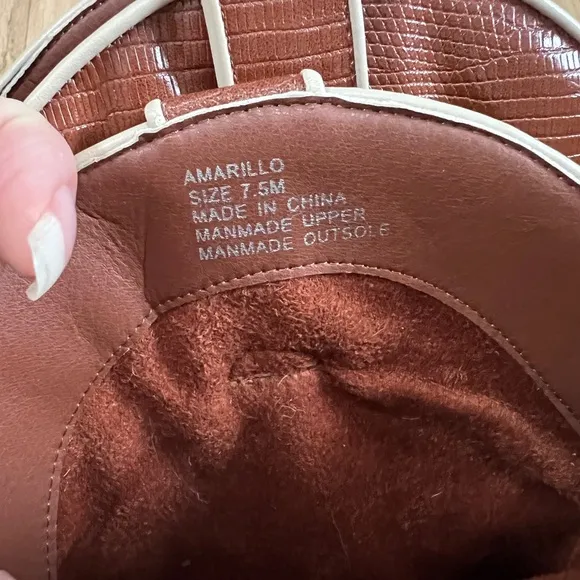 AMARILLO
SIZE 7.5M
MADE IN CHINA
MANMADE UPPER
MANMADE OUTSOLE